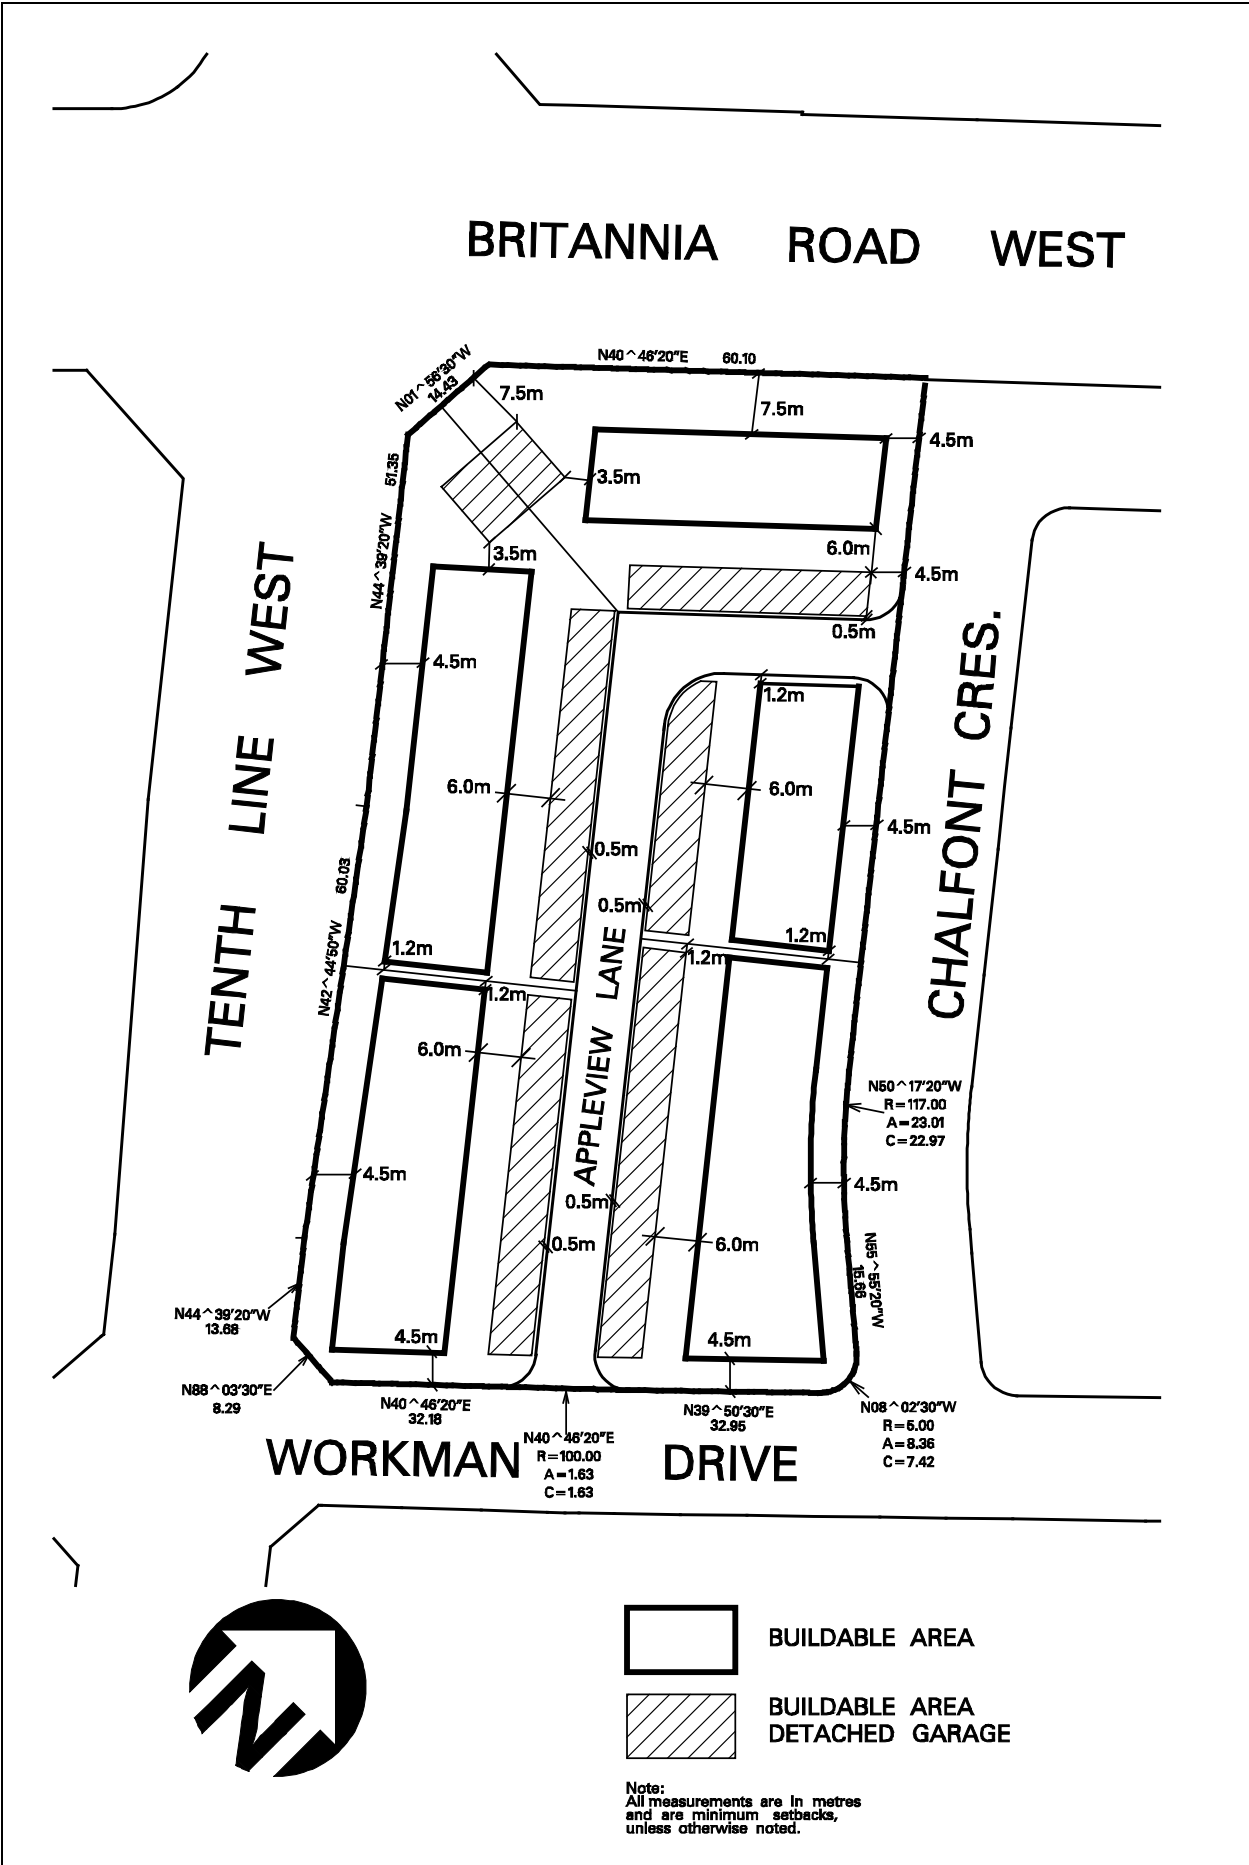 BRITANNIA ROAD WEST
N40^46'20"E 60.10
N01^56'30"W
14.43
7.5m
7.5m
4.5m
51.35
3.5m
N44^39'20"W
3.5m
6.0m
4.5m
0.5m
TENTH LINE WEST
4.5m
1.2m
CHALFONT CRES.
6.0m
6.0m
4.5m
0.5m
60.03
0.5m
N42^44'50"W
1.2m
1.2m
1.2m
1.2m
APPLEVIEW LANE
6.0m
N50^17'20"W
R=117.00
A=23.01
C=22.97
4.5m
4.5m
0.5m
0.5m
6.0m
N55^55'20"W
15.66
N44^39'20"W
13.68
4.5m
4.5m
N88^03'30"E
8.29
N40^46'20"E
32.18
N39^50'30"E
32.95
N08^02'30"W
R=5.00
A=8.36
C=7.42
N40^46'20"E
R=100.00
A=1.63
C=1.63
WORKMAN DRIVE
N
BUILDABLE AREA
BUILDABLE AREA
DETACHED GARAGE
Note:
All measurements are in metres
and are minimum setbacks,
unless otherwise noted.